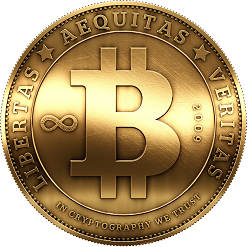 LIBERTAS ★ AEQUITAS ★ VERITAS
₿
2009
IN CRYPTOGRAPHY WE TRUST